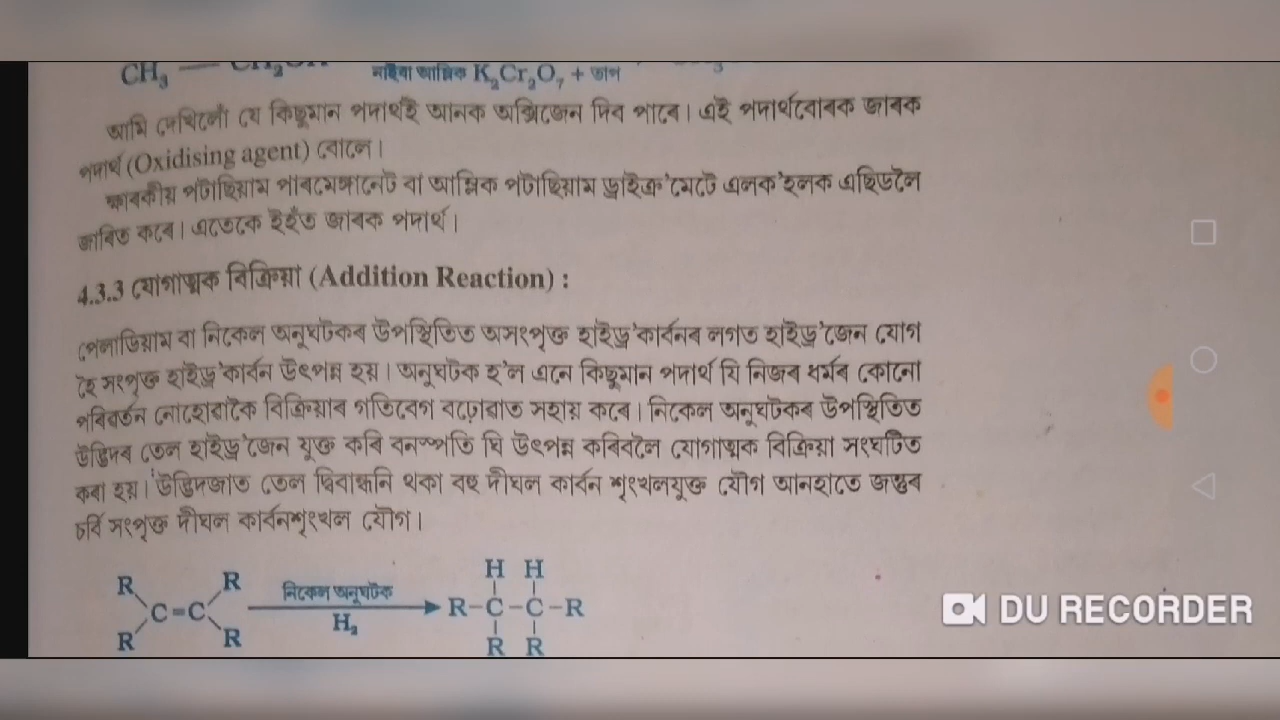 CH₃ — CH₂OH নাইবা আম্লিক K₂Cr₂O₇ + তাপ
আমি দেখিলোঁ যে কিছুমান পদাৰ্থই আনক অক্সিজেন দিব পাৰে। এই পদাৰ্থবোৰক জাৰক
পদাৰ্থ (Oxidising agent) বোলে।
ক্ষাৰকীয় পটাছিয়াম পাৰমেঙ্গানেট বা আম্লিক পটাছিয়াম ড্ৰাইক্ৰ'মেটে এলক'হলক এছিডলৈ
জাৰিত কৰে। এতেকে ইহঁত জাৰক পদাৰ্থ।
4.3.3 যোগাত্মক বিক্ৰিয়া (Addition Reaction) :
পেলাডিয়াম বা নিকেল অনুঘটকৰ উপস্থিতিত অসংপৃক্ত হাইড্ৰ'কাৰ্বনৰ লগত হাইড্ৰ'জেন যোগ
হৈ সংপৃক্ত হাইড্ৰ'কাৰ্বন উৎপন্ন হয়। অনুঘটক হ'ল এনে কিছুমান পদাৰ্থ যি নিজৰ ধৰ্মৰ কোনো
পৰিবৰ্তন নোহোৱাকৈ বিক্ৰিয়াৰ গতিবেগ বঢ়োৱাত সহায় কৰে। নিকেল অনুঘটকৰ উপস্থিতিত
উদ্ভিদৰ তেল হাইড্ৰ'জেন যুক্ত কৰি বনস্পতি ঘি উৎপন্ন কৰিবলৈ যোগাত্মক বিক্ৰিয়া সংঘটিত
কৰা হয়। উদ্ভিদজাত তেল দ্বিবান্ধনি থকা বহু দীঘল কাৰ্বন শৃংখলযুক্ত যৌগ আনহাতে জন্তুৰ
চৰ্বি সংপৃক্ত দীঘল কাৰ্বনশৃংখল যৌগ।
H H
R R
C=C নিকেল অনুঘটক R-C-C-R
H₂
R R R R
DU RECORDER